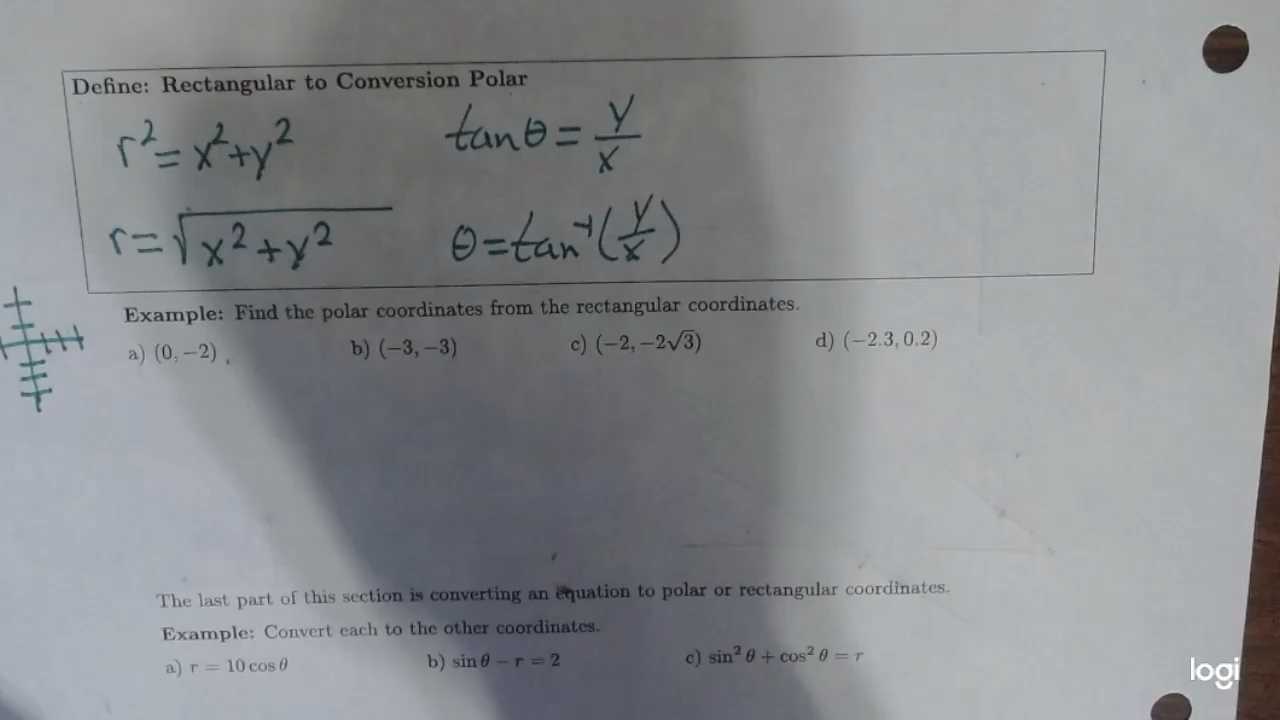 Define: Rectangular to Conversion Polar
r² = x² + y² tanθ = y/x
r = √(x² + y²) θ = tan⁻¹(y/x)
Example: Find the polar coordinates from the rectangular coordinates.
a) (0, −2) b) (−3, −3) c) (−2, −2√3) d) (−2.3, 0.2)
The last part of this section is converting an equation to polar or rectangular coordinates.
Example: Convert each to the other coordinates.
a) r = 10 cos θ b) sin θ − r = 2 c) sin² θ + cos² θ = r
logi